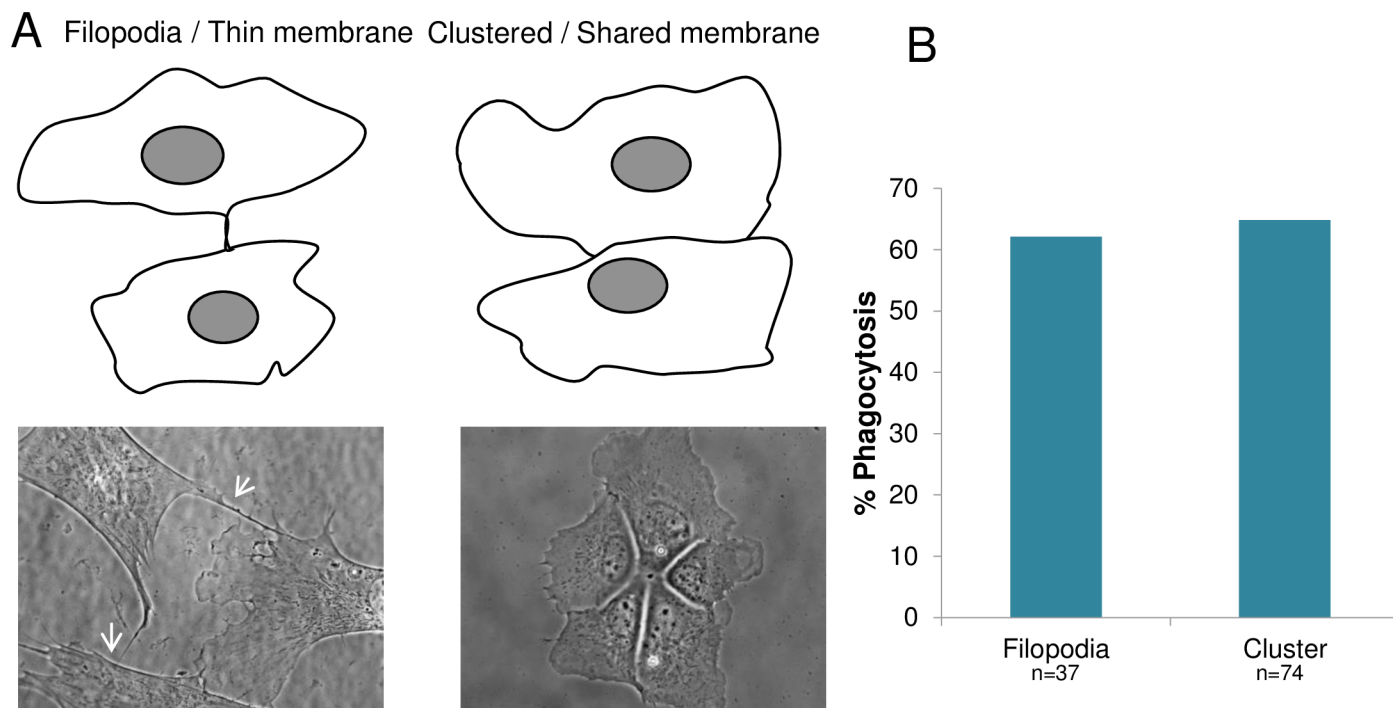 A
Filopodia / Thin membrane
Clustered / Shared membrane
B
% Phagocytosis
70
60
50
40
30
20
10
0
Filopodia
n=37
Cluster
n=74